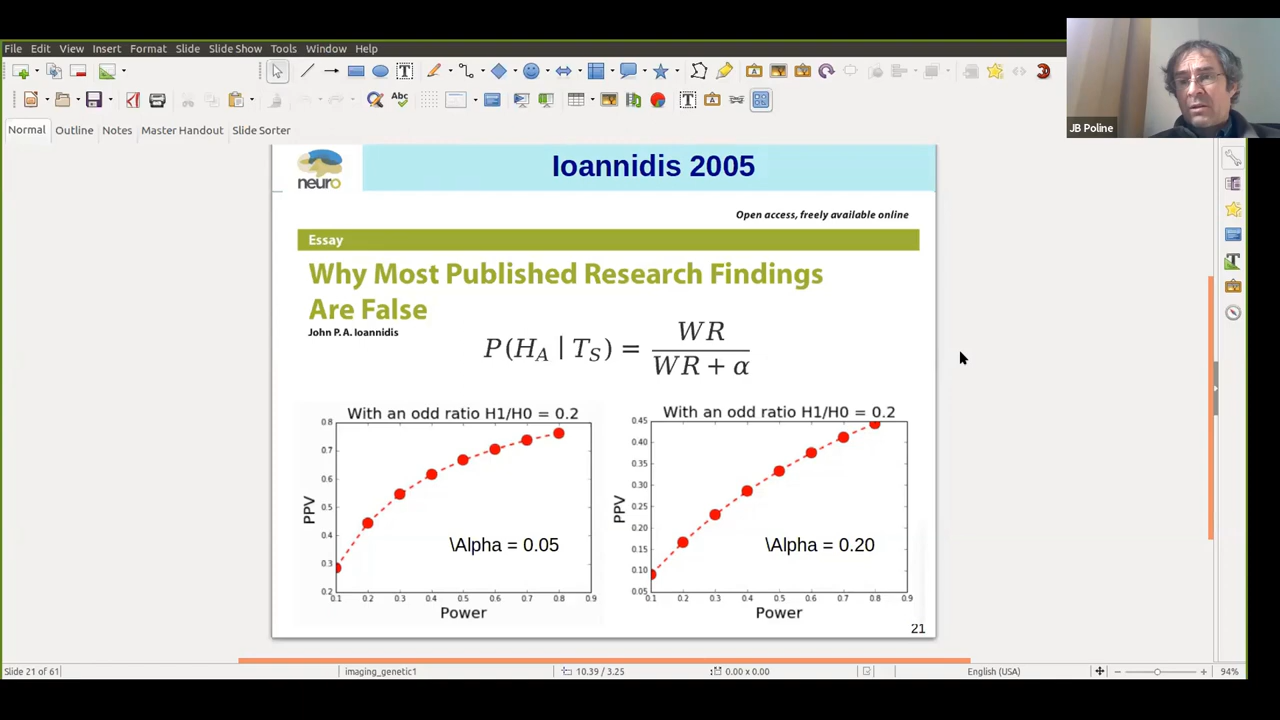 File Edit View Insert Format Slide Slide Show Tools Window Help
Abc
JB Poline
Normal Outline Notes Master Handout Slide Sorter
neuro
Ioannidis 2005
Open access, freely available online
Essay
Why Most Published Research Findings
Are False
John P. A. Ioannidis
P(H_A | T_S) = WR / (WR + α)
With an odd ratio H1/H0 = 0.2
0.8
0.7
0.6
0.5
0.4
0.3
0.2
PPV
\Alpha = 0.05
0.1 0.2 0.3 0.4 0.5 0.6 0.7 0.8 0.9
Power
With an odd ratio H1/H0 = 0.2
0.45
0.40
0.35
0.30
0.25
0.20
0.15
0.10
0.05
PPV
\Alpha = 0.20
0.1 0.2 0.3 0.4 0.5 0.6 0.7 0.8 0.9
Power
21
Slide 21 of 61 imaging_genetic1 10.39 / 3.25 0.00 x 0.00 English (USA) 94%